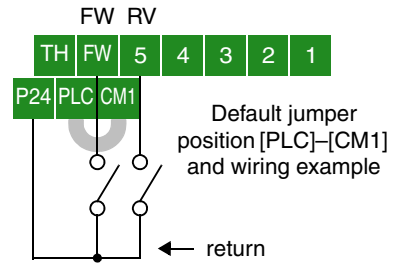 FW RV
TH FW 5 4 3 2 1
P24 PLC CM1
Default jumper
position [PLC]–[CM1]
and wiring example
return